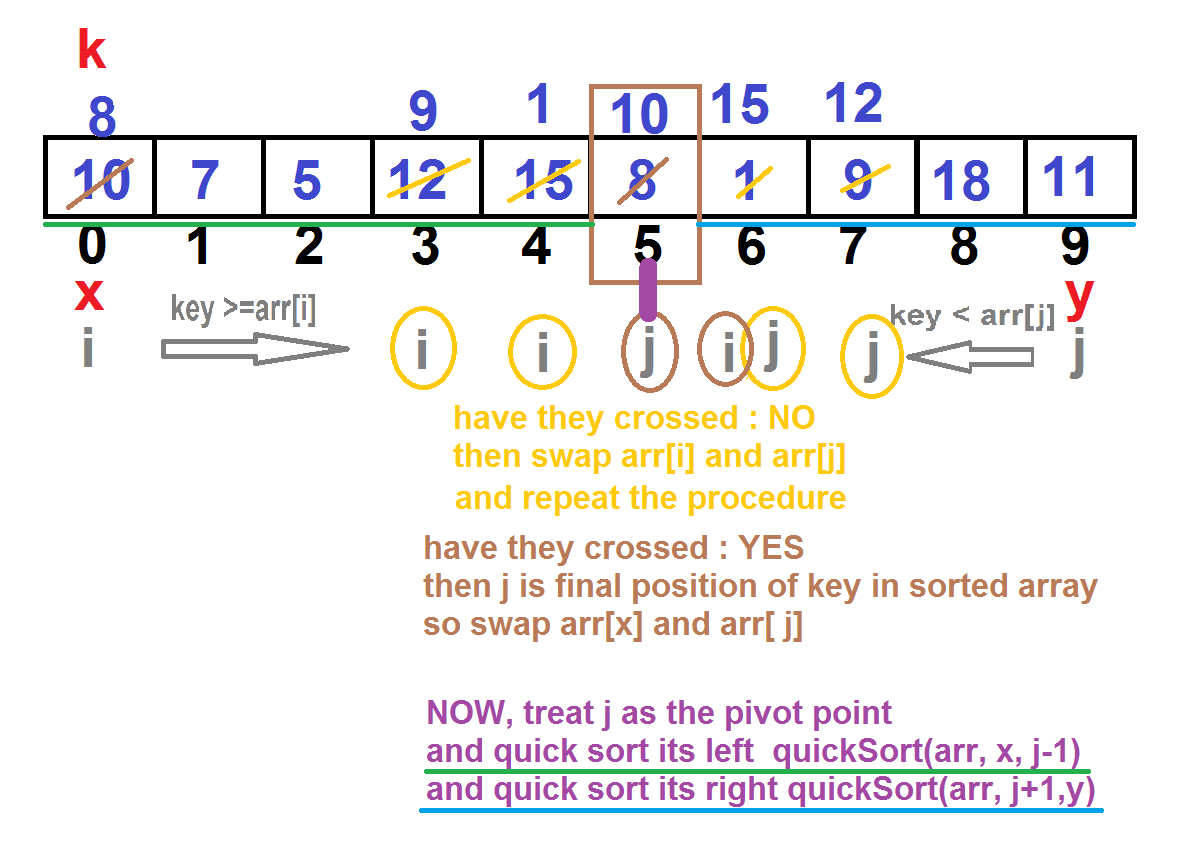 k
8 9 1 10 15 12
10 7 5 12 15 8 1 9 18 11
0 1 2 3 4 5 6 7 8 9
x y
key >=arr[i] key < arr[j]
i i i j i j j j
have they crossed : NO
then swap arr[i] and arr[j]
and repeat the procedure
have they crossed : YES
then j is final position of key in sorted array
so swap arr[x] and arr[ j]
NOW, treat j as the pivot point
and quick sort its left quickSort(arr, x, j-1)
and quick sort its right quickSort(arr, j+1,y)